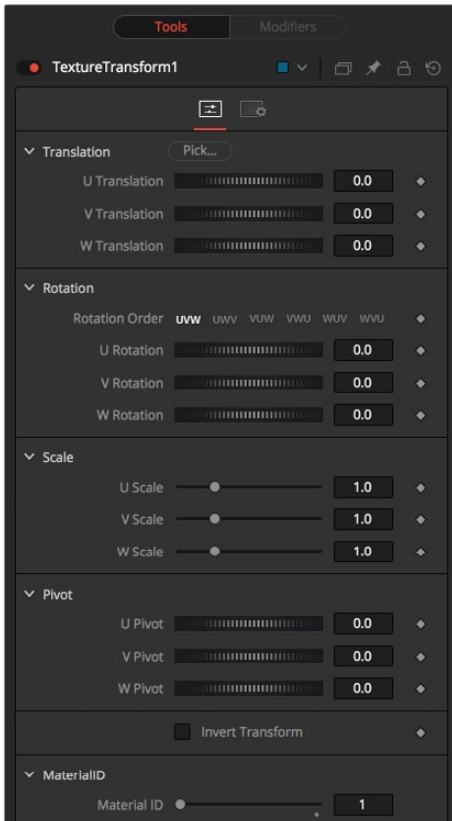 Tools Modifiers
TextureTransform1
Translation Pick...
U Translation 0.0
V Translation 0.0
W Translation 0.0
Rotation
Rotation Order UVW UWV VUW VWU WUV WVU
U Rotation 0.0
V Rotation 0.0
W Rotation 0.0
Scale
U Scale 1.0
V Scale 1.0
W Scale 1.0
Pivot
U Pivot 0.0
V Pivot 0.0
W Pivot 0.0
Invert Transform
MaterialID
Material ID 1